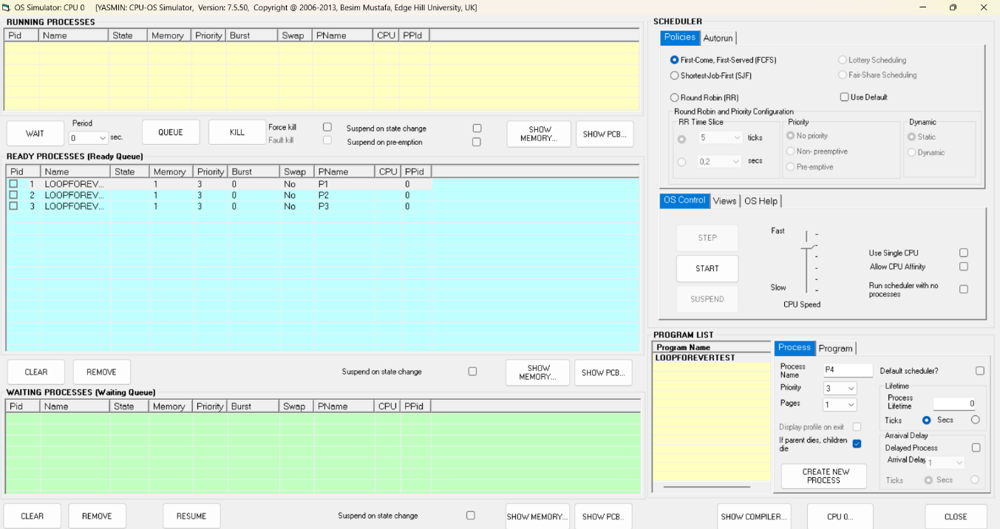 OS Simulator: CPU 0 [YASMIN: CPU-OS Simulator, Version: 7.5.50, Copyright @ 2006-2013, Besim Mustafa, Edge Hill University, UK]
RUNNING PROCESSES
Pid Name State Memory Priority Burst Swap PName CPU PPId
WAIT
Period
0 sec.
QUEUE
KILL
Force kill
Fault kill
Suspend on state change
Suspend on pre-emption
SHOW
MEMORY...
SHOW PCB...
READY PROCESSES (Ready Queue)
Pid Name State Memory Priority Burst Swap PName CPU PPid
1 LOOPFOREV... 1 3 0 No P1 0
2 LOOPFOREV... 1 3 0 No P2 0
3 LOOPFOREV... 1 3 0 No P3 0
CLEAR
REMOVE
Suspend on state change
SHOW
MEMORY...
SHOW PCB...
WAITING PROCESSES (Waiting Queue)
Pid Name State Memory Priority Burst Swap PName CPU PPid
CLEAR
REMOVE
RESUME
Suspend on state change
SHOW MEMORY...
SHOW PCB..
SCHEDULER
Policies Autorun
First-Come, First-Served (FCFS)
Lottery Scheduling
Shortest-Job-First (SJF)
Fair-Share Scheduling
Round Robin (RR)
Use Default
Round Robin and Priority Configuration
RR Time Slice
5 ticks
0,2 secs
Priority
No priority
Non- preemptive
Pre-emptive
Dynamic
Static
Dynamic
OS Control Views OS Help
STEP
START
SUSPEND
Fast
Slow
CPU Speed
Use Single CPU
Allow CPU Affinity
Run scheduler with no
processes
PROGRAM LIST
Program Name
LOOPFOREVERTEST
Process Program
Process
Name
P4
Priority
3
Pages
1
Display profile on exit
If parent dies, children
die
CREATE NEW
PROCESS
Default scheduler?
Lifetime
Process
Lifetime
0
Ticks Secs
Arraival Delay
Delayed Process
Arrival Delay 1
Ticks Secs
SHOW COMPILER...
CPU 0...
CLOSE